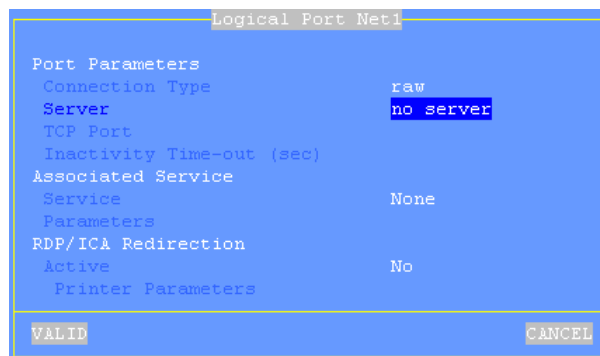 Logical Port Net1
Port Parameters
Connection Type raw
Server no server
TCP Port
Inactivity Time-out (sec)
Associated Service
Service None
Parameters
RDP/ICA Redirection
Active No
Printer Parameters
VALID CANCEL